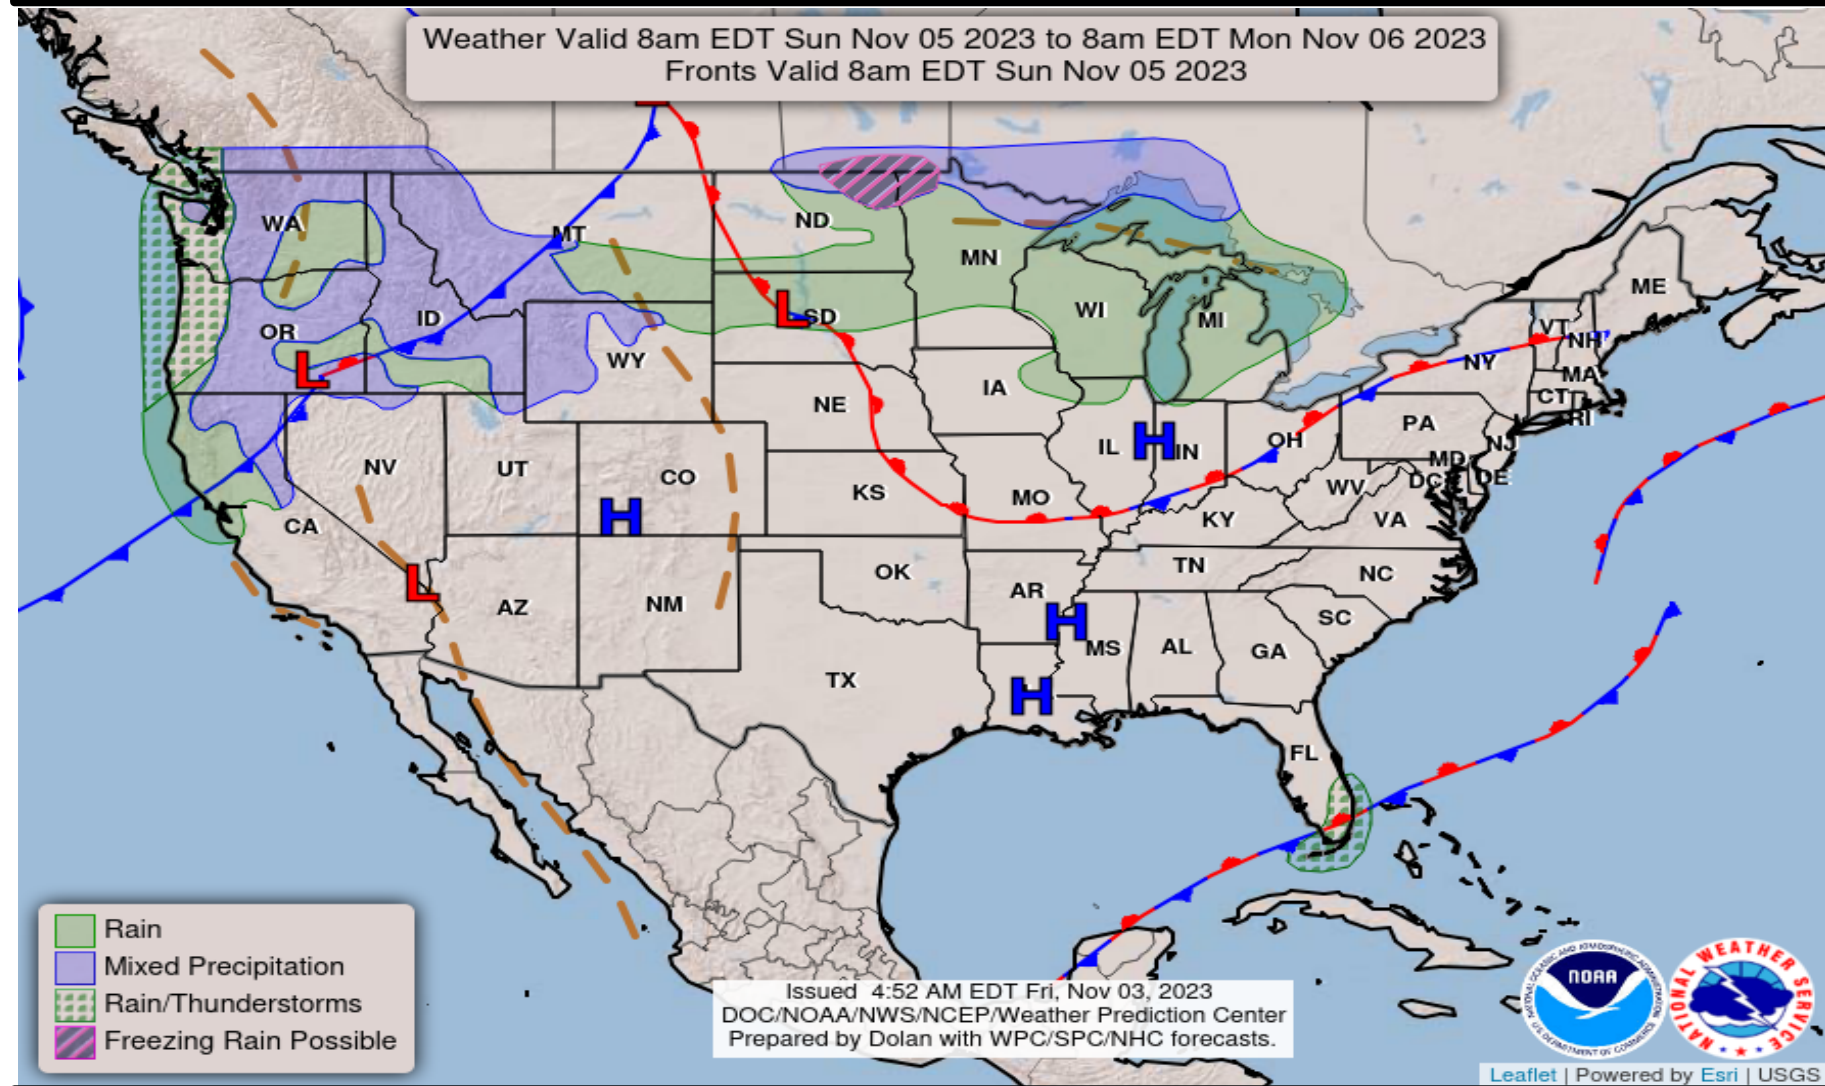 Weather Valid 8am EDT Sun Nov 05 2023 to 8am EDT Mon Nov 06 2023
Fronts Valid 8am EDT Sun Nov 05 2023
WA
MT
ND
MN
ME
OR
ID
L
SD
WI
MI
VT
NH
L
WY
NY
MA
IA
NE
CT
RI
PA
NV
UT
CO
KS
IL
H
IN
OH
MD
NJ
DC
DE
WV
MO
CA
H
KY
VA
L
OK
TN
NC
AZ
NM
AR
H
SC
MS
AL
GA
TX
H
FL
Rain
Mixed Precipitation
Rain/Thunderstorms
Freezing Rain Possible
Issued 4:52 AM EDT Fri, Nov 03, 2023
DOC/NOAA/NWS/NCEP/Weather Prediction Center
Prepared by Dolan with WPC/SPC/NHC forecasts.
NOAA
NATIONAL WEATHER SERVICE
Leaflet | Powered by Esri | USGS